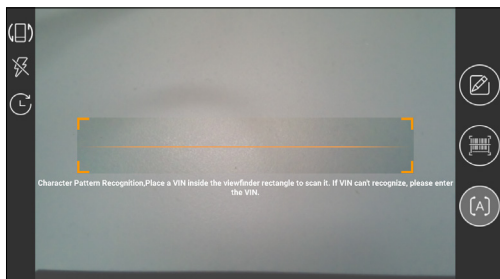 Character Pattern Recognition,Place a VIN inside the viewfinder rectangle to scan it. If VIN can't recognize, please enter
the VIN.
[A]